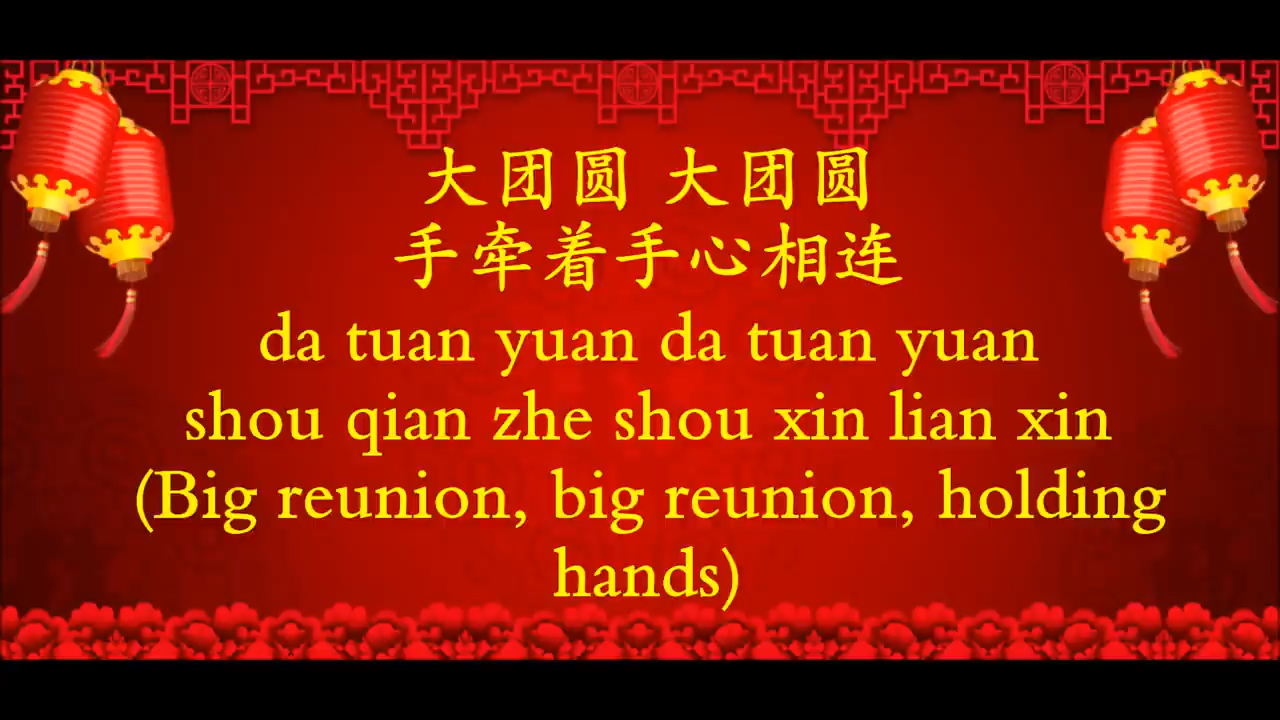 大团圆 大团圆
手牵着手心相连
da tuan yuan da tuan yuan
shou qian zhe shou xin lian xin
(Big reunion, big reunion, holding
hands)